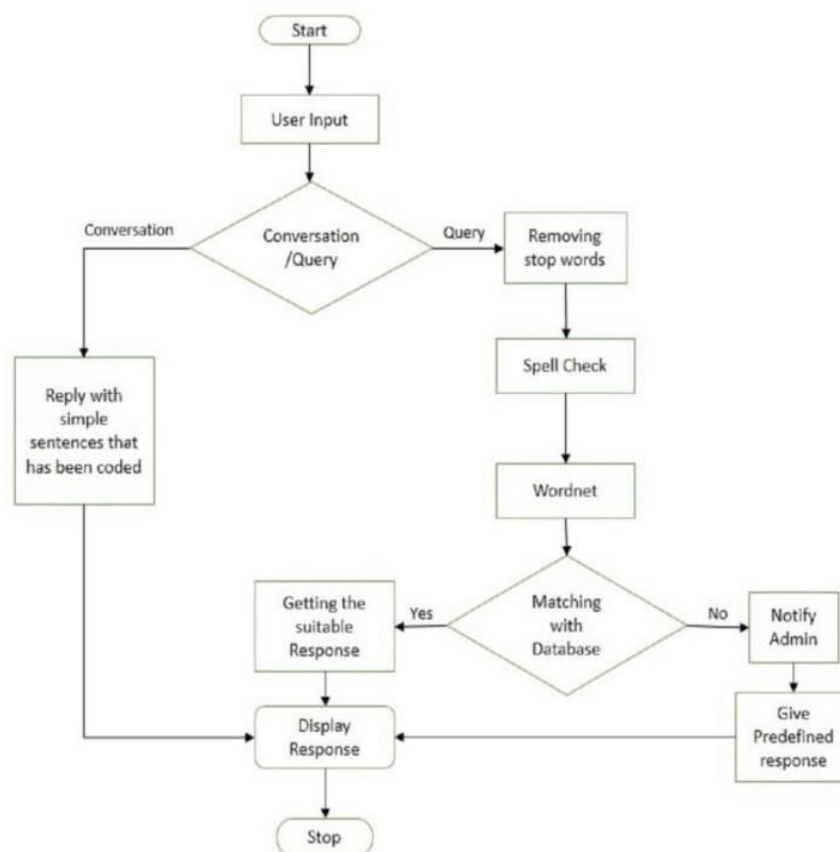 Start
User Input
Conversation
Conversation
/Query
Query
Removing
stop words
Spell Check
Reply with
simple
sentences that
has been coded
Wordnet
Getting the
suitable
Response
Yes
Matching
with
Database
No
Notify
Admin
Display
Response
Give
Predefined
response
Stop